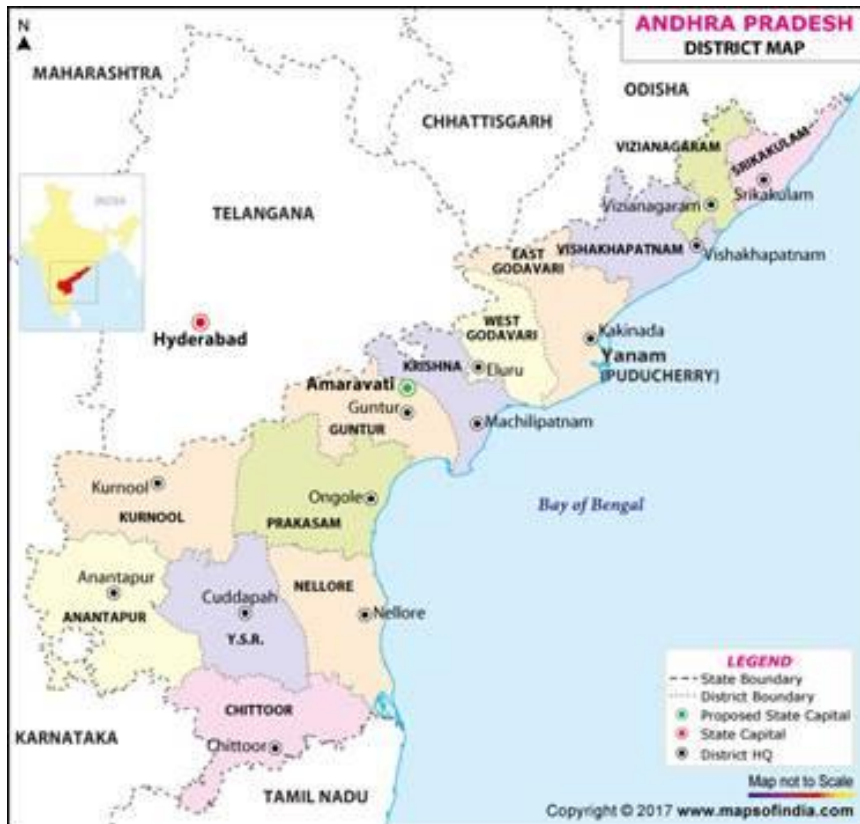 ANDHRA PRADESH
DISTRICT MAP
N
MAHARASHTRA
ODISHA
CHHATTISGARH
VIZIANAGARAM
SRIKAKULAM
Srikakulam
INDIA
TELANGANA
Vizianagaram
VISHAKHAPATNAM
Vishakhapatnam
EAST
GODAVARI
WEST
GODAVARI
Hyderabad
Kakinada
Yanam
(PUDUCHERRY)
KRISHNA
Eluru
Amaravati
Guntur
GUNTUR
Machilipatnam
Kurnool
KURNOOL
Ongole
PRAKASAM
Bay of Bengal
Anantapur
ANANTAPUR
Cuddapah
Y.S.R.
NELLORE
Nellore
CHITTOOR
Chittoor
KARNATAKA
TAMIL NADU
LEGEND
State Boundary
District Boundary
Proposed State Capital
State Capital
District HQ
Map not to Scale
Copyright © 2017 www.mapsofindia.com